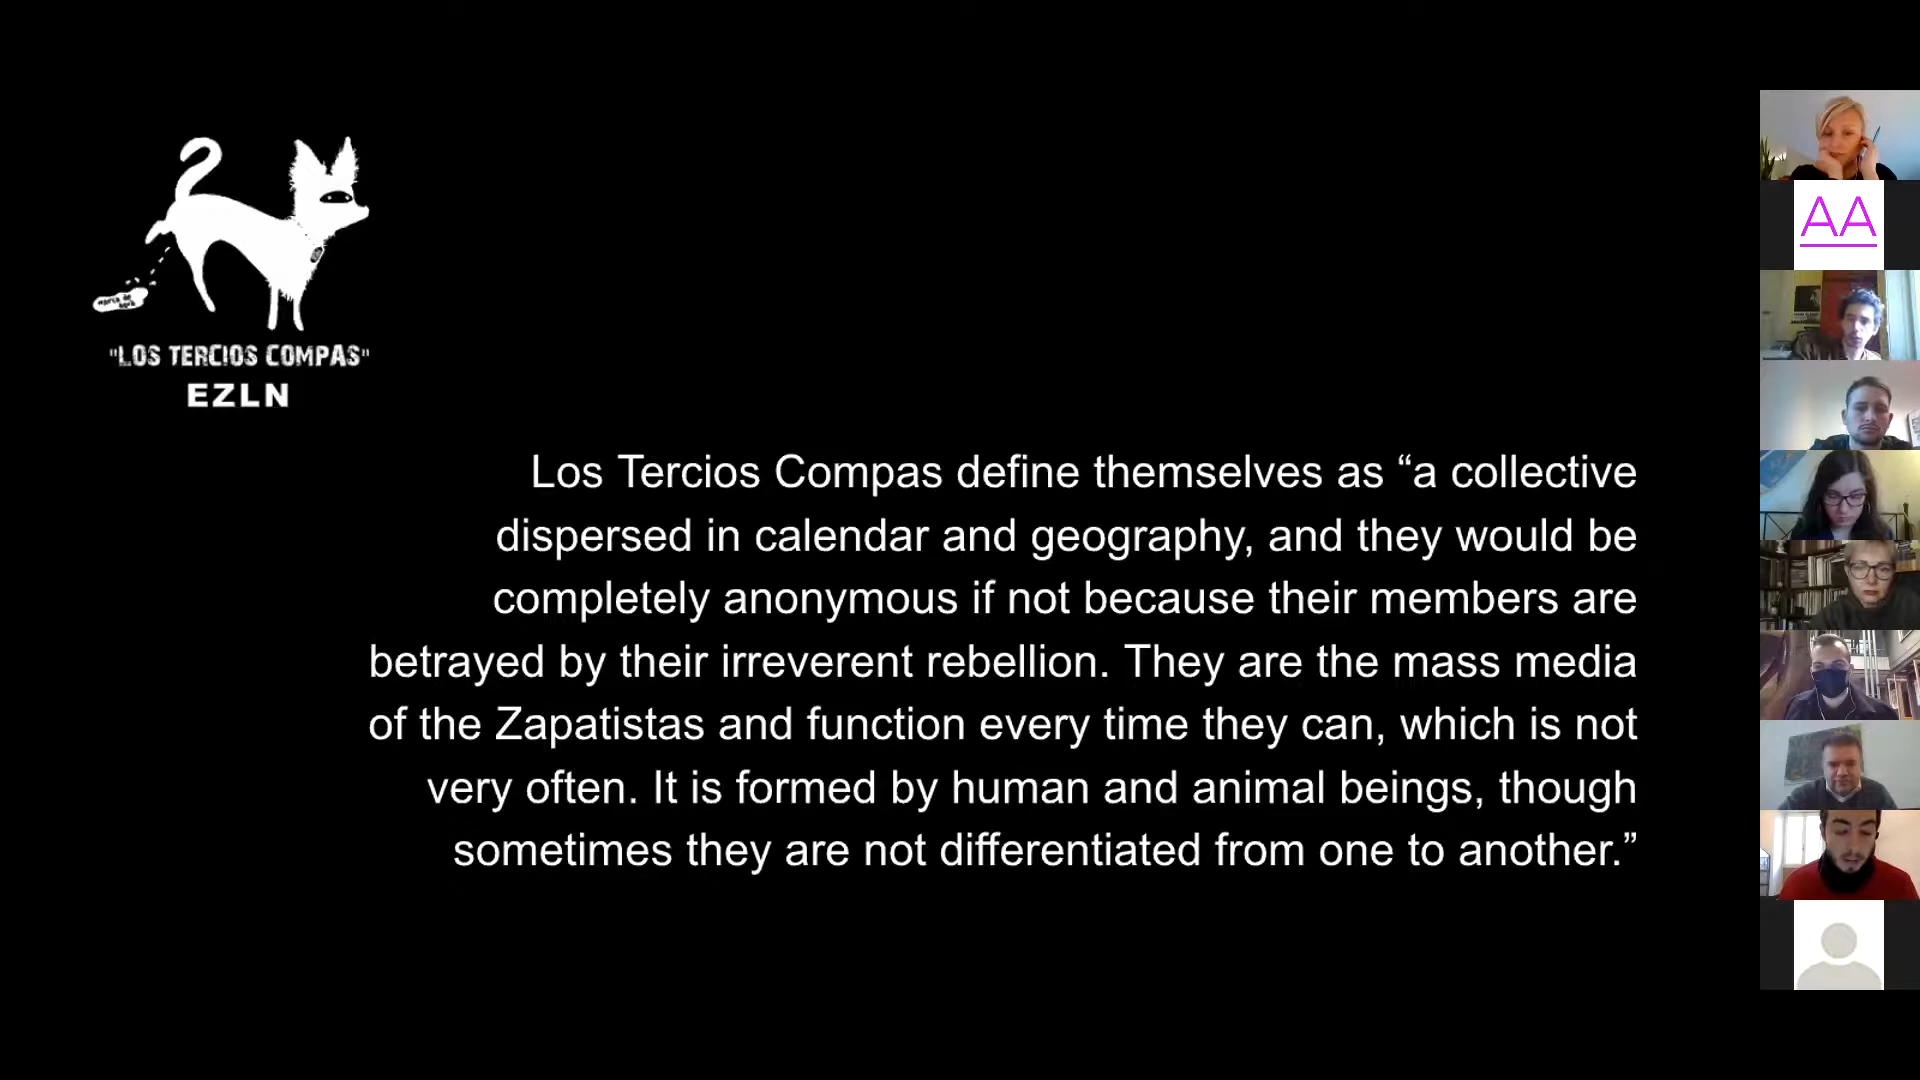 "LOS TERCIOS COMPAS"
EZLN
AA
Los Tercios Compas define themselves as “a collective
dispersed in calendar and geography, and they would be
completely anonymous if not because their members are
betrayed by their irreverent rebellion. They are the mass media
of the Zapatistas and function every time they can, which is not
very often. It is formed by human and animal beings, though
sometimes they are not differentiated from one to another.”